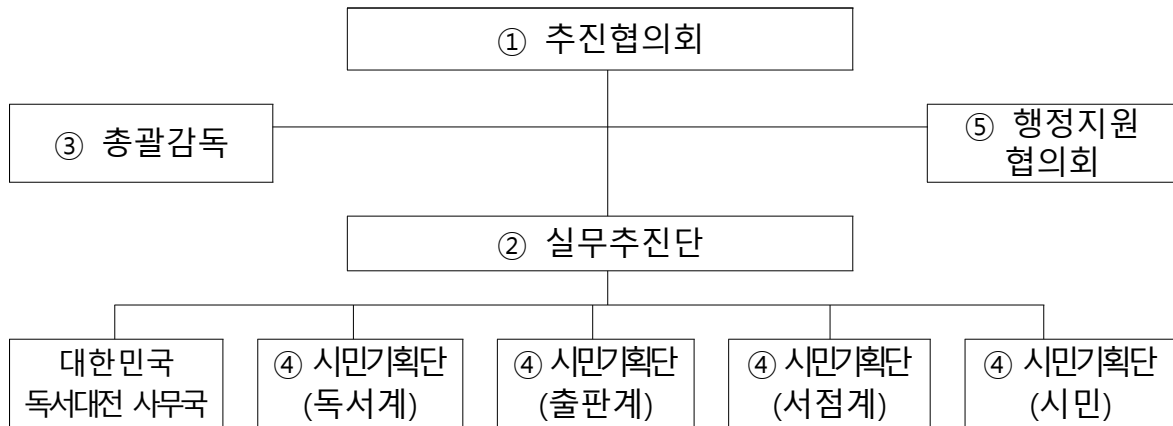 ① 추진협의회
③ 총괄감독
⑤ 행정지원
협의회
② 실무추진단
대한민국
독서대전 사무국
④ 시민기획단
(독서계)
④ 시민기획단
(출판계)
④ 시민기획단
(서점계)
④ 시민기획단
(시민)